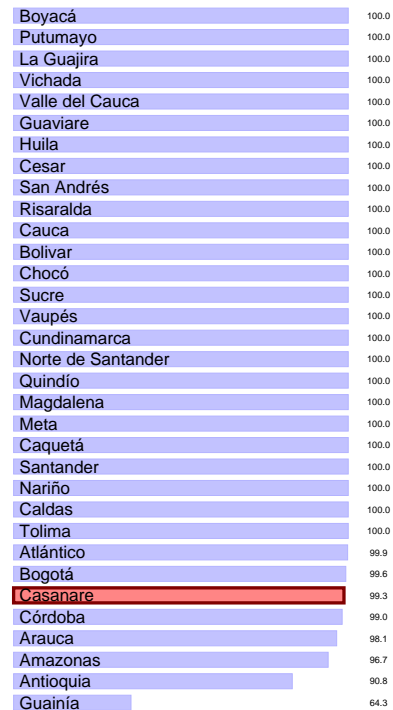 Boyacá 100.0
Putumayo 100.0
La Guajira 100.0
Vichada 100.0
Valle del Cauca 100.0
Guaviare 100.0
Huila 100.0
Cesar 100.0
San Andrés 100.0
Risaralda 100.0
Cauca 100.0
Bolivar 100.0
Chocó 100.0
Sucre 100.0
Vaupés 100.0
Cundinamarca 100.0
Norte de Santander 100.0
Quindío 100.0
Magdalena 100.0
Meta 100.0
Caquetá 100.0
Santander 100.0
Nariño 100.0
Caldas 100.0
Tolima 100.0
Atlántico 99.9
Bogotá 99.6
Casanare 99.3
Córdoba 99.0
Arauca 98.1
Amazonas 96.7
Antioquia 90.8
Guainía 64.3